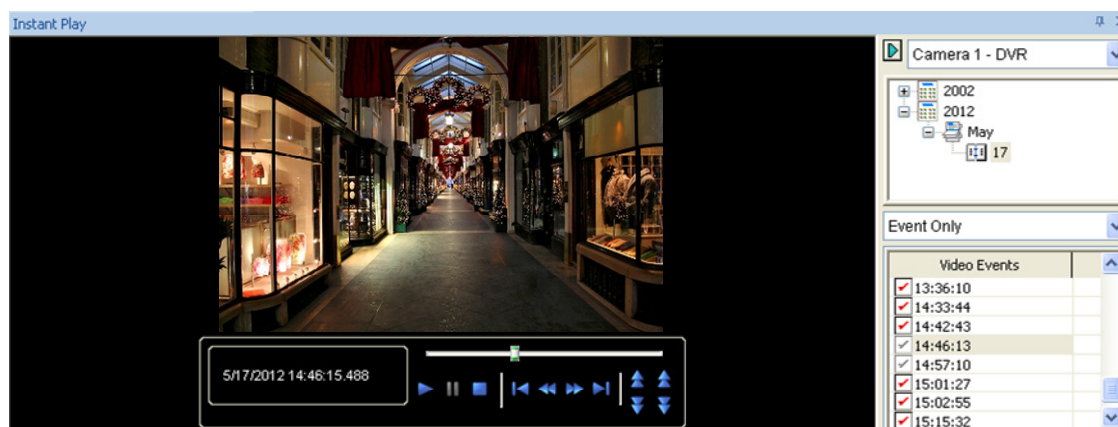 Instant Play
Camera 1 - DVR
2002
2012
May
17
Event Only
Video Events
13:36:10
14:33:44
14:42:43
14:46:13
14:57:10
15:01:27
15:02:55
15:15:32
5/17/2012 14:46:15.488